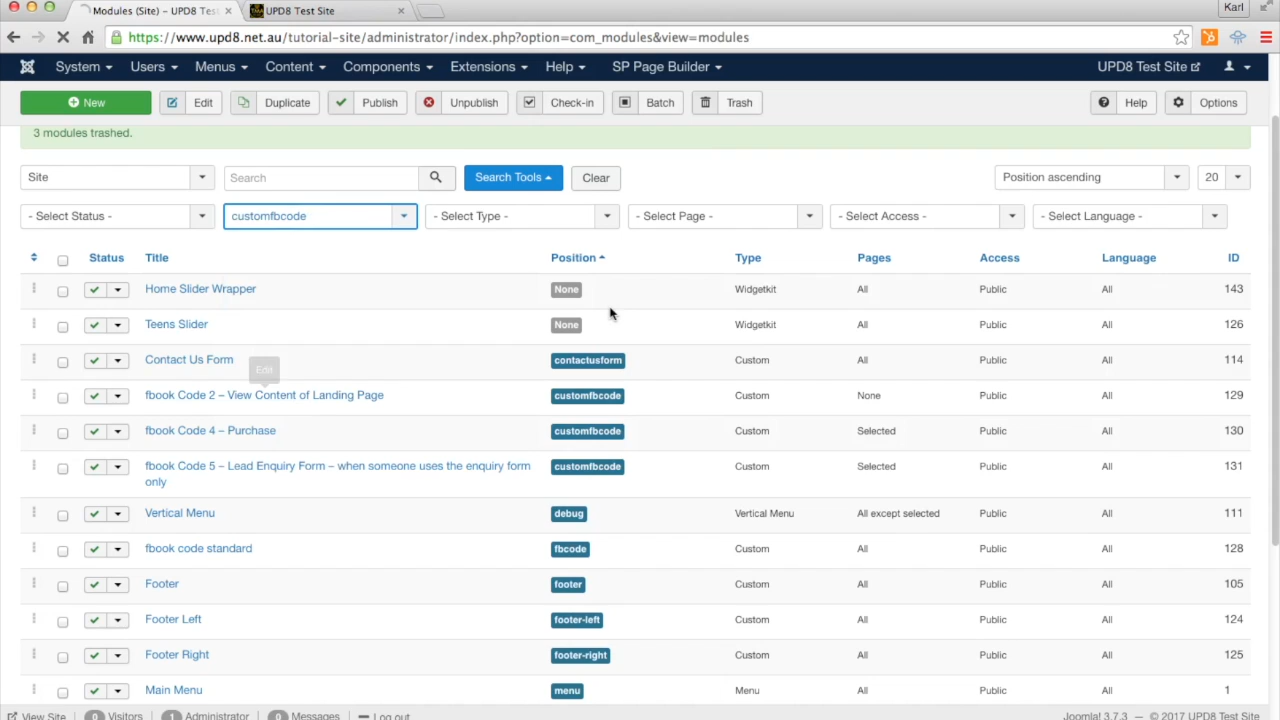 Modules (Site) – UPD8 Test × UPD8 Test Site × Karl
https://www.upd8.net.au/tutorial-site/administrator/index.php?option=com_modules&view=modules
System Users Menus Content Components Extensions Help SP Page Builder UPD8 Test Site
New Edit Duplicate Publish Unpublish Check-in Batch Trash Help Options
3 modules trashed.
Site Search Search Tools Clear Position ascending 20
- Select Status - customfbcode - Select Type - - Select Page - - Select Access - - Select Language -
Status Title Position Type Pages Access Language ID
Home Slider Wrapper None Widgetkit All Public All 143
Teens Slider None Widgetkit All Public All 126
Contact Us Form contactusform Custom All Public All 114
Edit
fbook Code 2 – View Content of Landing Page customfbcode Custom None Public All 129
fbook Code 4 – Purchase customfbcode Custom Selected Public All 130
fbook Code 5 – Lead Enquiry Form – when someone uses the enquiry form customfbcode Custom Selected Public All 131
only
Vertical Menu debug Vertical Menu All except selected Public All 111
fbook code standard fbcode Custom All Public All 128
Footer footer Custom All Public All 105
Footer Left footer-left Custom All Public All 124
Footer Right footer-right Custom All Public All 125
Main Menu menu Menu All Public All 1
View Site 0 Visitors 1 Administrator 0 Messages Log out Joomla! 3.7.3 — © 2017 UPD8 Test Site